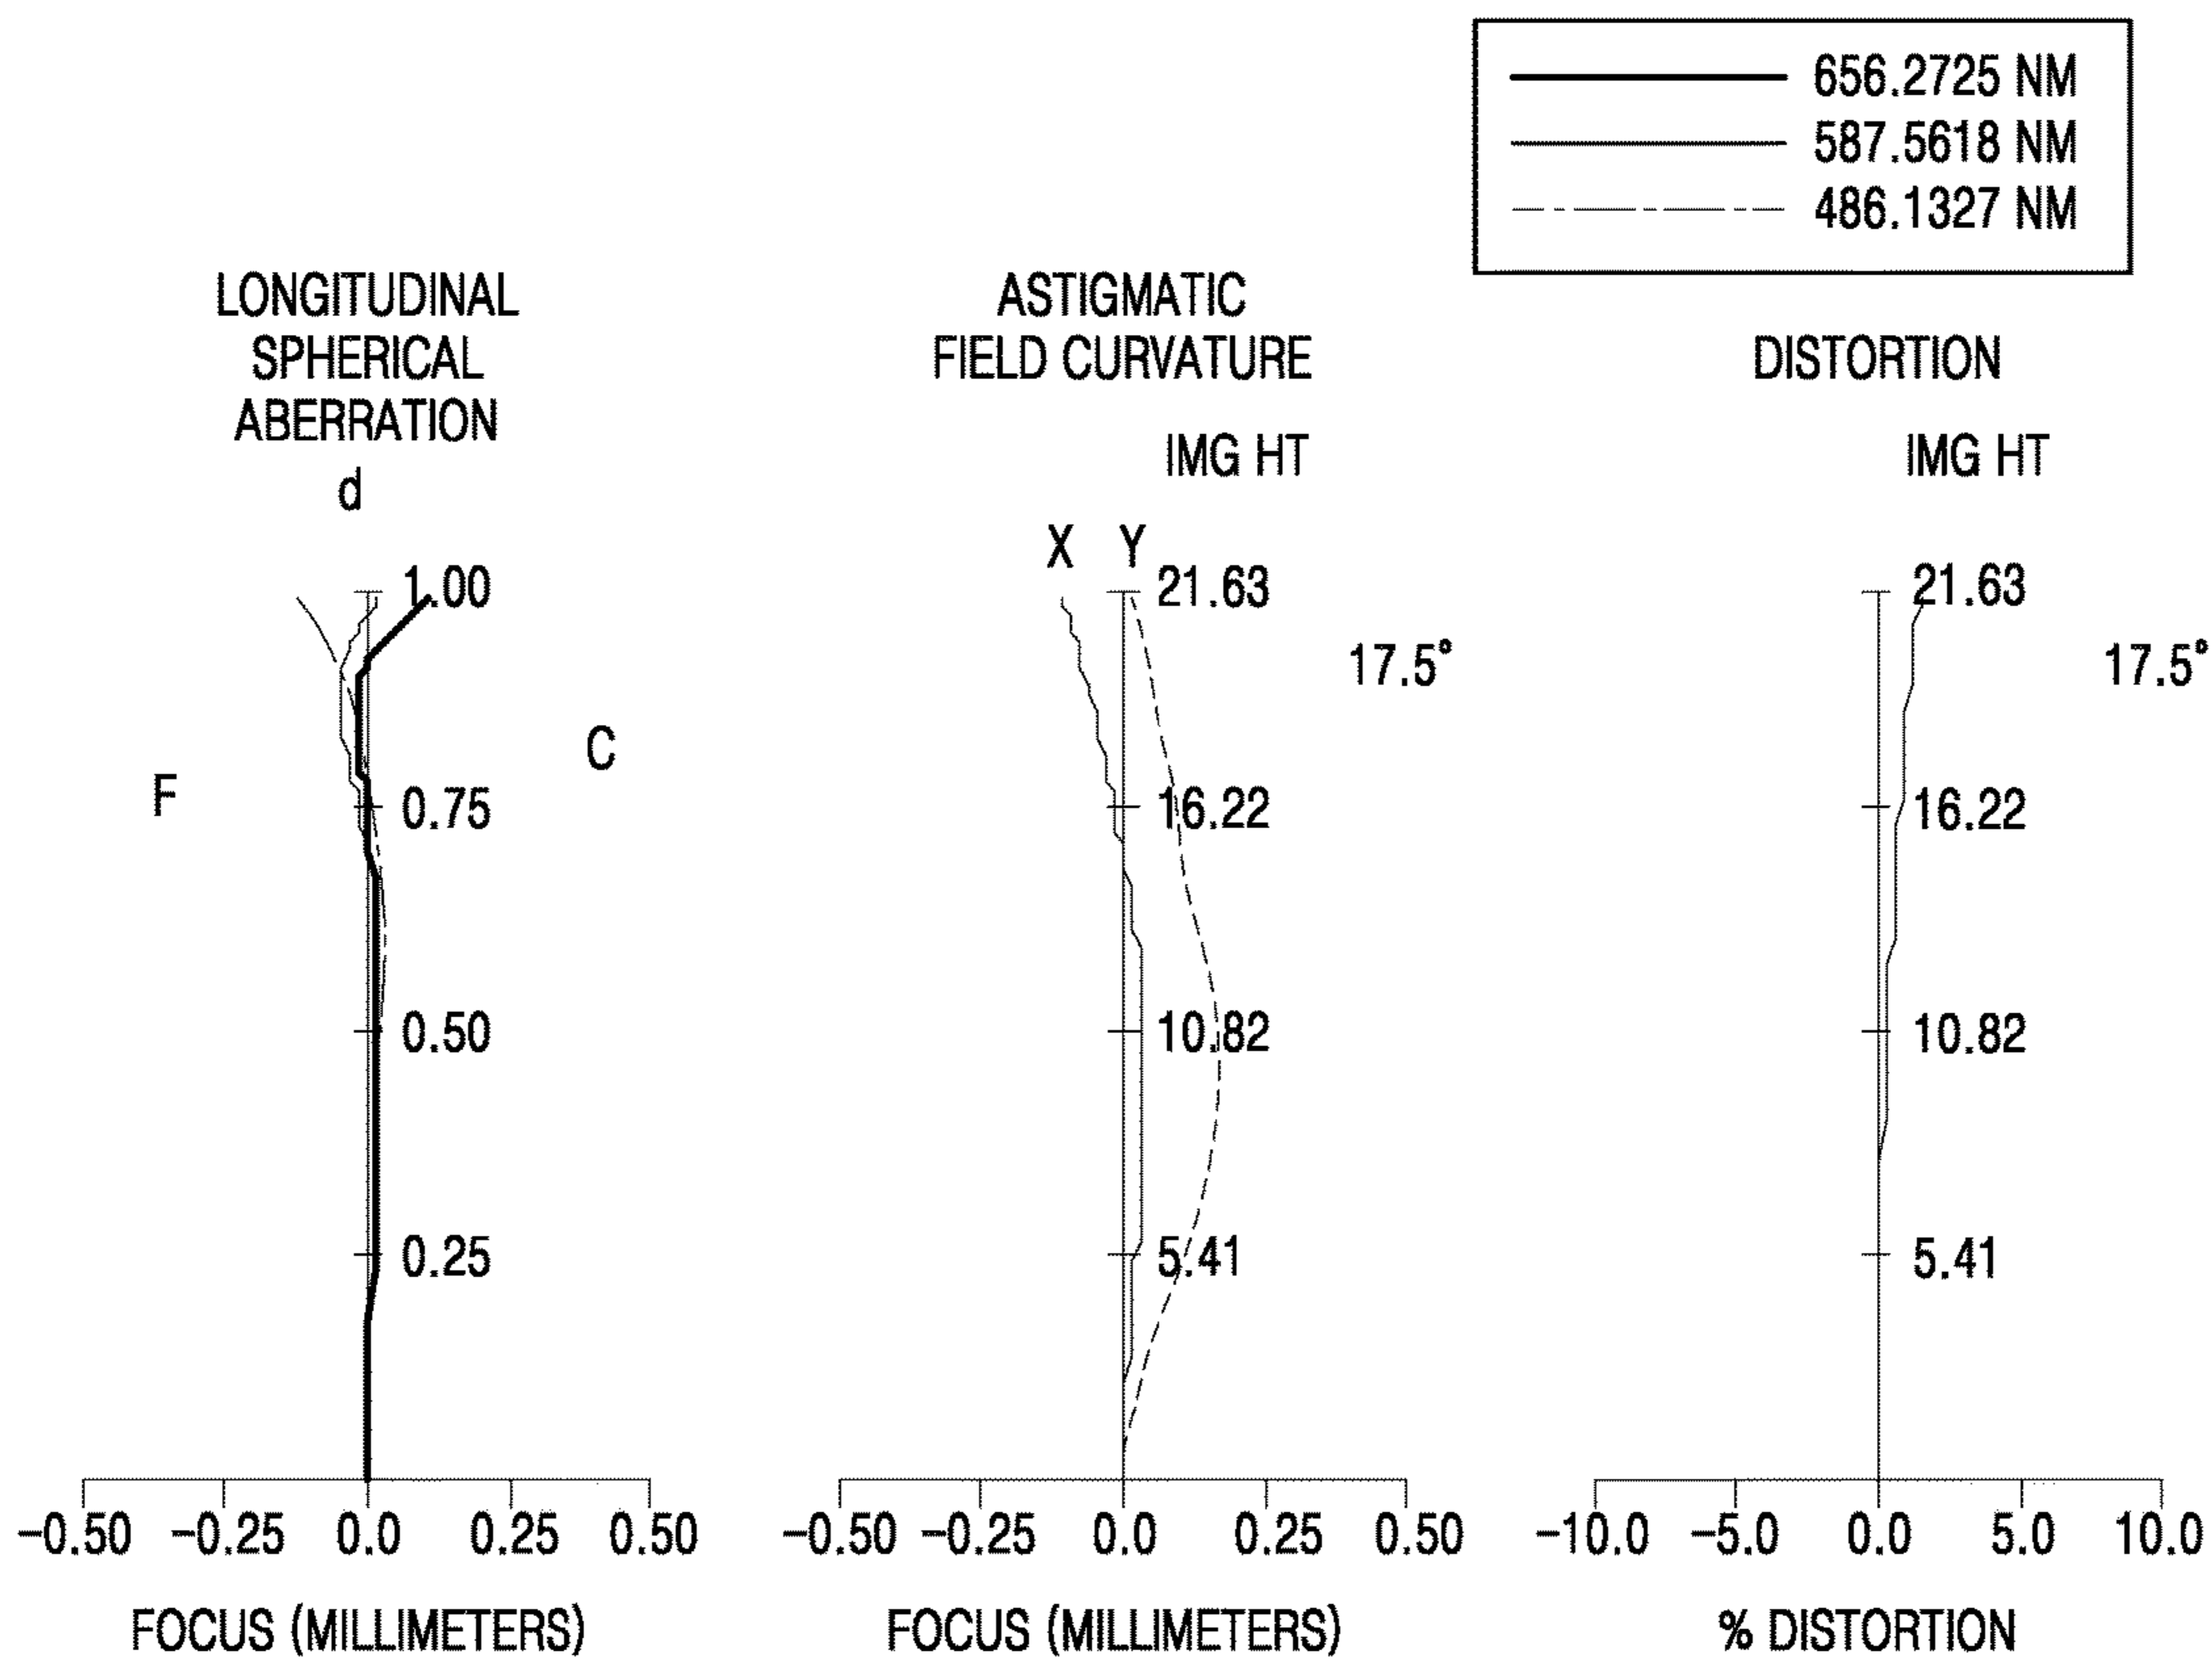 656.2725 NM
587.5618 NM
486.1327 NM
LONGITUDINAL
SPHERICAL
ABERRATION
d
1.00
C
F
0.75
0.50
0.25
-0.50 -0.25 0.0 0.25 0.50
FOCUS (MILLIMETERS)
ASTIGMATIC
FIELD CURVATURE
IMG HT
X Y
21.63
17.5°
16.22
10.82
5.41
-0.50 -0.25 0.0 0.25 0.50
FOCUS (MILLIMETERS)
DISTORTION
IMG HT
21.63
17.5°
16.22
10.82
5.41
-10.0 -5.0 0.0 5.0 10.0
% DISTORTION